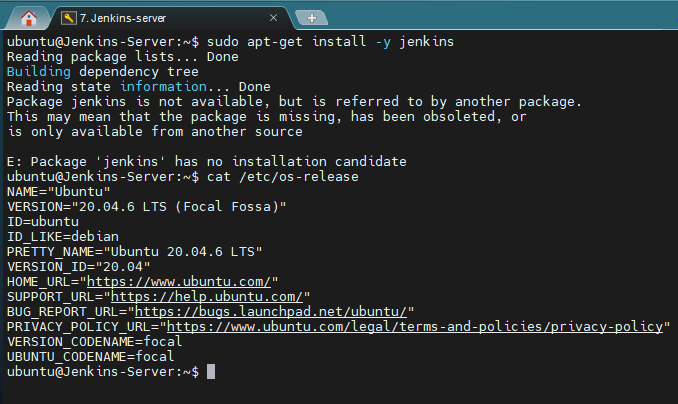 7. Jenkins-server
ubuntu@Jenkins-Server:~$ sudo apt-get install -y jenkins
Reading package lists... Done
Building dependency tree
Reading state information... Done
Package jenkins is not available, but is referred to by another package.
This may mean that the package is missing, has been obsoleted, or
is only available from another source

E: Package 'jenkins' has no installation candidate
ubuntu@Jenkins-Server:~$ cat /etc/os-release
NAME="Ubuntu"
VERSION="20.04.6 LTS (Focal Fossa)"
ID=ubuntu
ID_LIKE=debian
PRETTY_NAME="Ubuntu 20.04.6 LTS"
VERSION_ID="20.04"
HOME_URL="https://www.ubuntu.com/"
SUPPORT_URL="https://help.ubuntu.com/"
BUG_REPORT_URL="https://bugs.launchpad.net/ubuntu/"
PRIVACY_POLICY_URL="https://www.ubuntu.com/legal/terms-and-policies/privacy-policy"
VERSION_CODENAME=focal
UBUNTU_CODENAME=focal
ubuntu@Jenkins-Server:~$